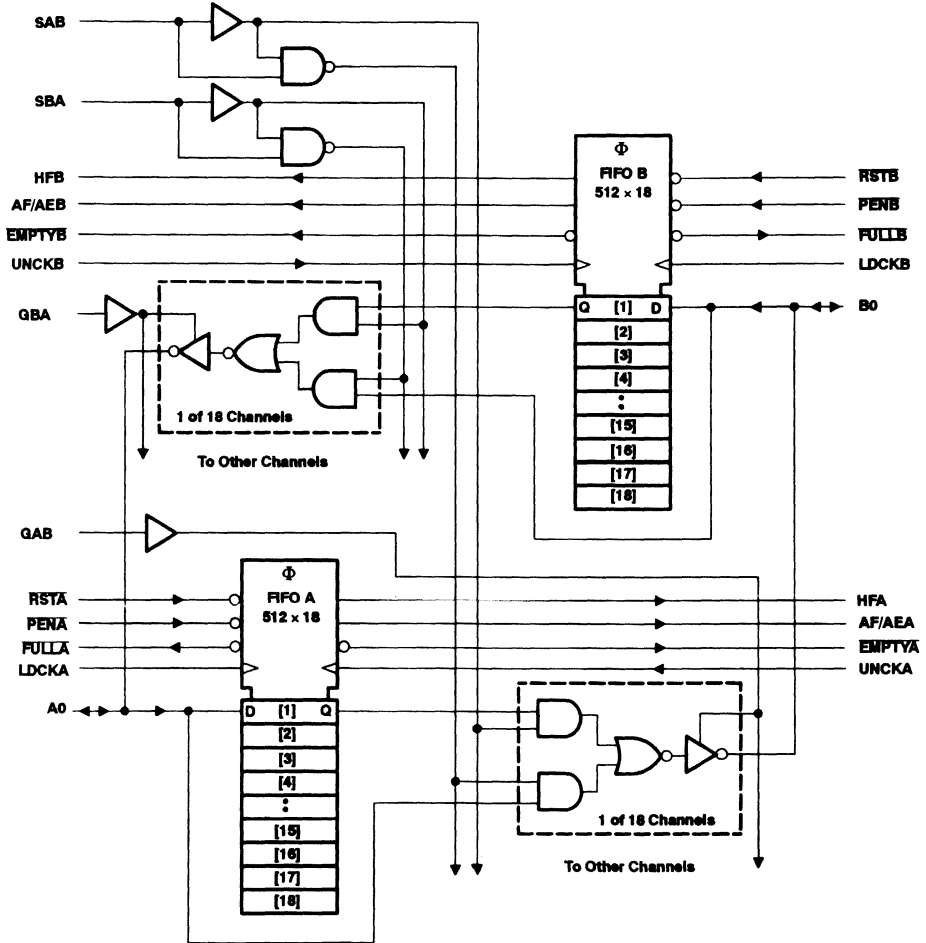 SAB
SBA
HFB
AF/AEB
EMPTYB
UNCKB
GBA
Φ
FIFO B
512 × 18
RSTB
PENB
FULLB
LDCKB
B0
Q [1] D
[2]
[3]
[4]
⋮
[15]
[16]
[17]
[18]
1 of 18 Channels
To Other Channels
GAB
RSTA
PENA
FULLA
LDCKA
A0
Φ
FIFO A
512 × 18
HFA
AF/AEA
EMPTYA
UNCKA
D [1] Q
[2]
[3]
[4]
⋮
[15]
[16]
[17]
[18]
1 of 18 Channels
To Other Channels